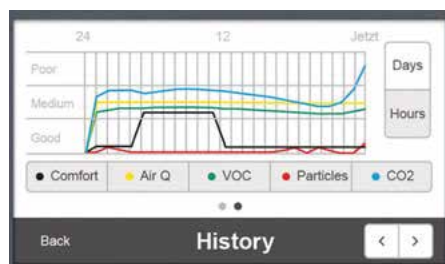 24 12 Jetzt
Poor
Medium
Good
Days
Hours
Comfort Air Q VOC Particles CO2
Back History